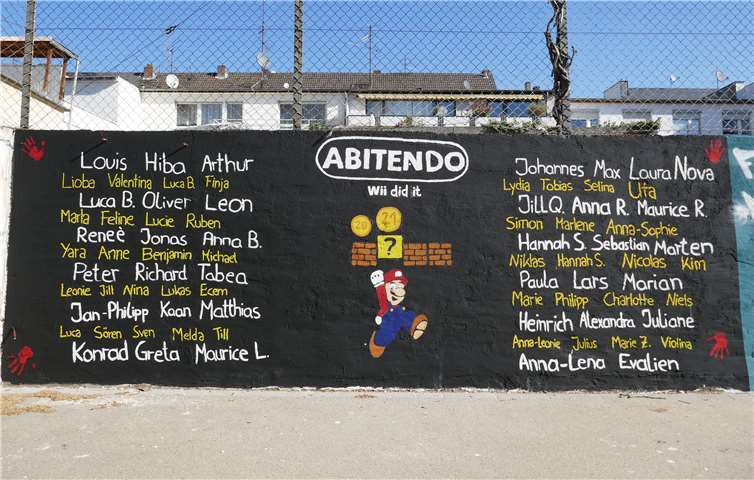 Louis Hiba Arthur
Lioba Valentina Luca B. Finja
Luca B. Oliver Leon
Marla Feline Lucie Ruben
Reneè Jonas Anna B.
Yara Anne Benjamin Michael
Peter Richard Tabea
Leonie Jill Nina Lukas Ecem
Jan-Philipp Kaan Matthias
Luca Sören Sven Melda Till
Konrad Greta Maurice L.
ABITENDO
Wii did it
20 21
?
Johannes Max Laura Nova
Lydia Tobias Selina Uta
Jill Q. Anna R. Maurice R.
Simon Marlene Anna-Sophie
Hannah S. Sebastian Morten
Niklas Hannah S. Nicolas Kim
Paula Lars Marian
Marie Philipp Charlotte Niels
Heinrich Alexandra Juliane
Anna-Leonie Julius Marie Z. Violina
Anna-Lena Evalien